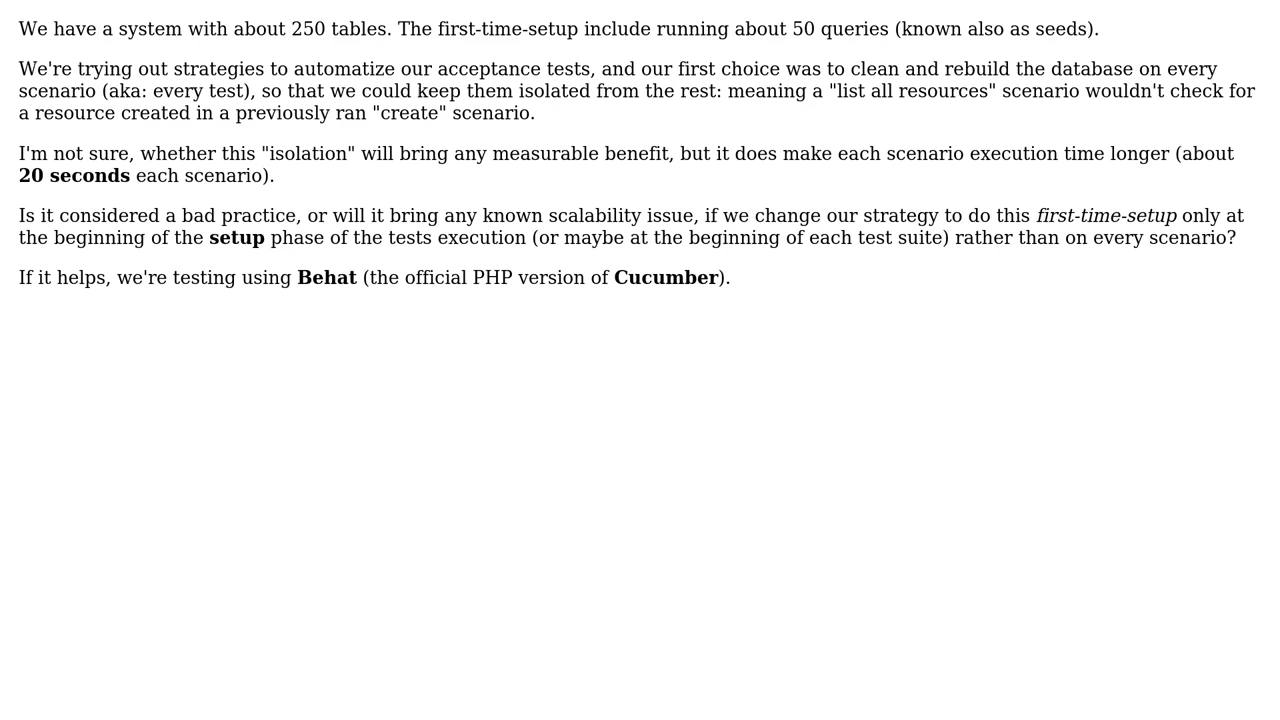 We have a system with about 250 tables. The first-time-setup include running about 50 queries (known also as seeds).
We're trying out strategies to automatize our acceptance tests, and our first choice was to clean and rebuild the database on every
scenario (aka: every test), so that we could keep them isolated from the rest: meaning a "list all resources" scenario wouldn't check for
a resource created in a previously ran "create" scenario.
I'm not sure, whether this "isolation" will bring any measurable benefit, but it does make each scenario execution time longer (about
20 seconds each scenario).
Is it considered a bad practice, or will it bring any known scalability issue, if we change our strategy to do this first-time-setup only at
the beginning of the setup phase of the tests execution (or maybe at the beginning of each test suite) rather than on every scenario?
If it helps, we're testing using Behat (the official PHP version of Cucumber).